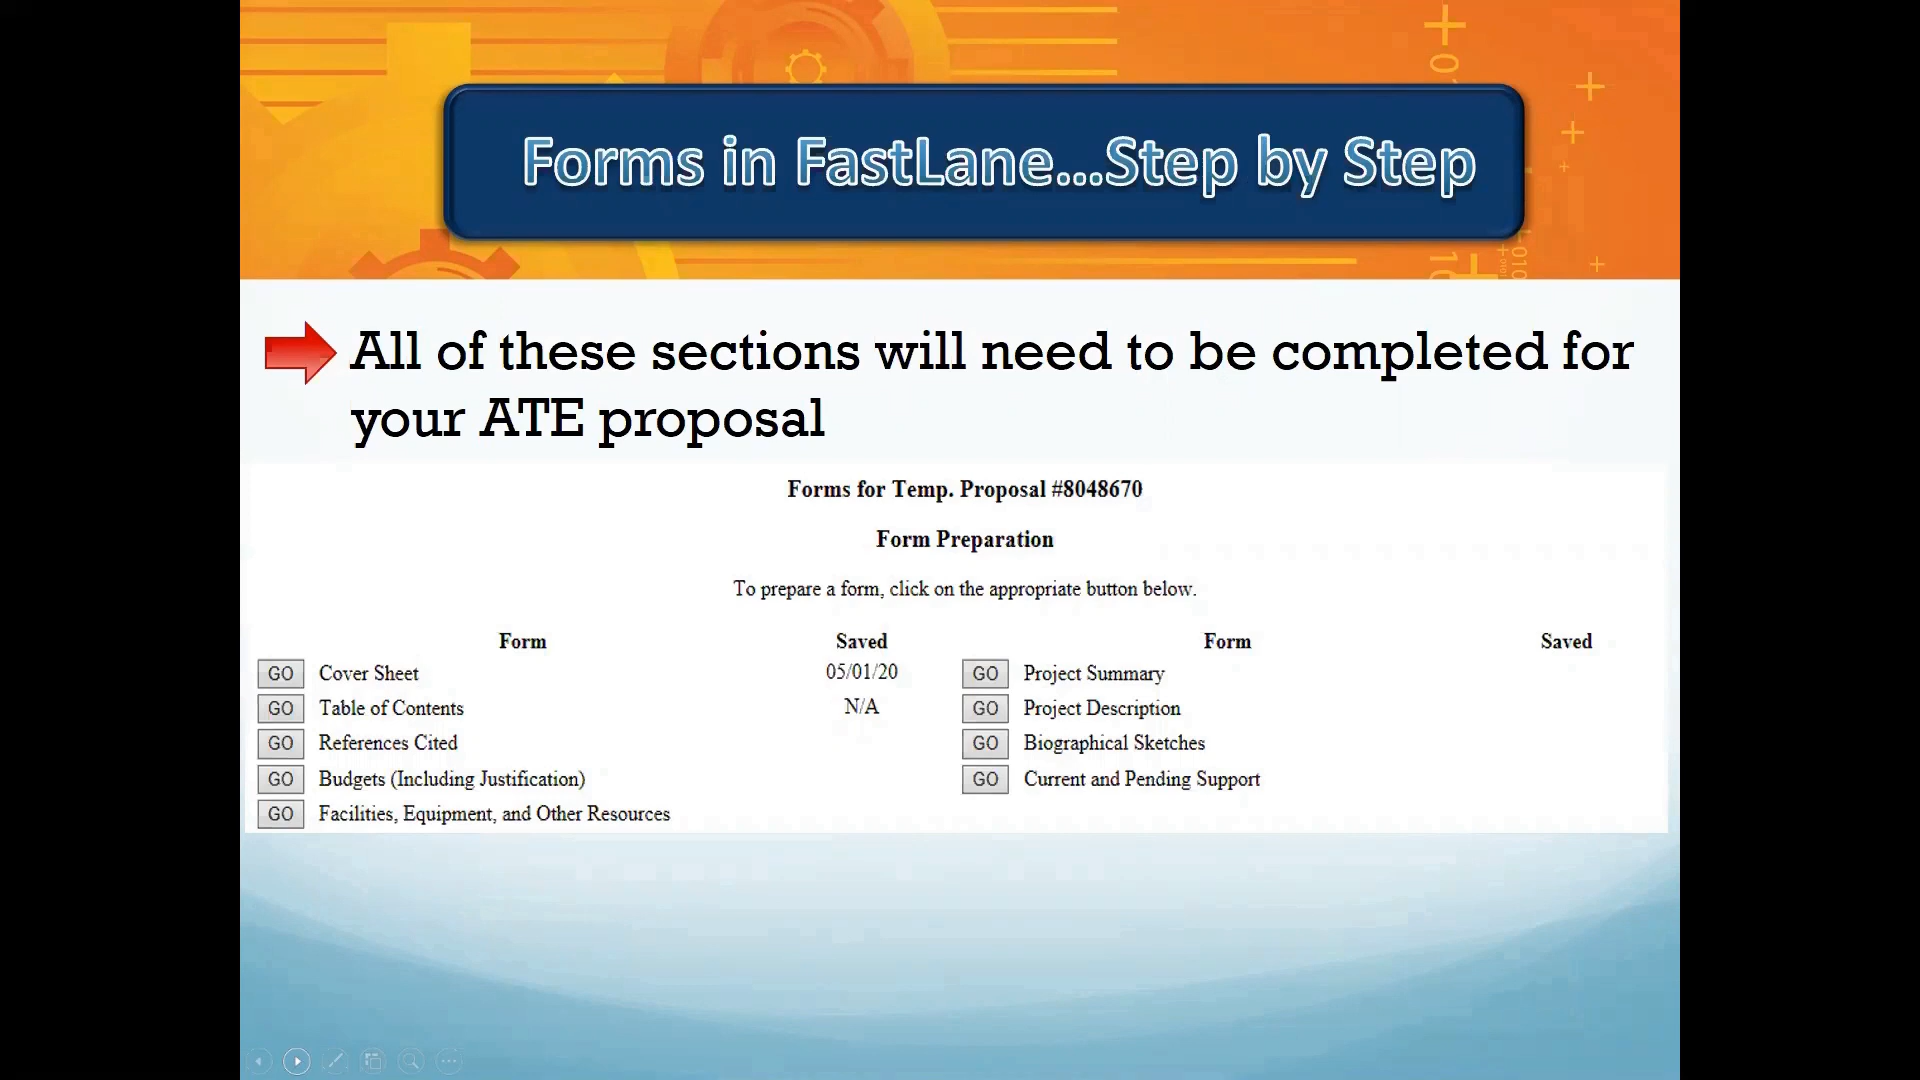 Forms in FastLane...Step by Step
All of these sections will need to be completed for
your ATE proposal
Forms for Temp. Proposal #8048670
Form Preparation
To prepare a form, click on the appropriate button below.
Form Saved Form Saved
GO Cover Sheet 05/01/20 GO Project Summary
GO Table of Contents N/A GO Project Description
GO References Cited GO Biographical Sketches
GO Budgets (Including Justification) GO Current and Pending Support
GO Facilities, Equipment, and Other Resources